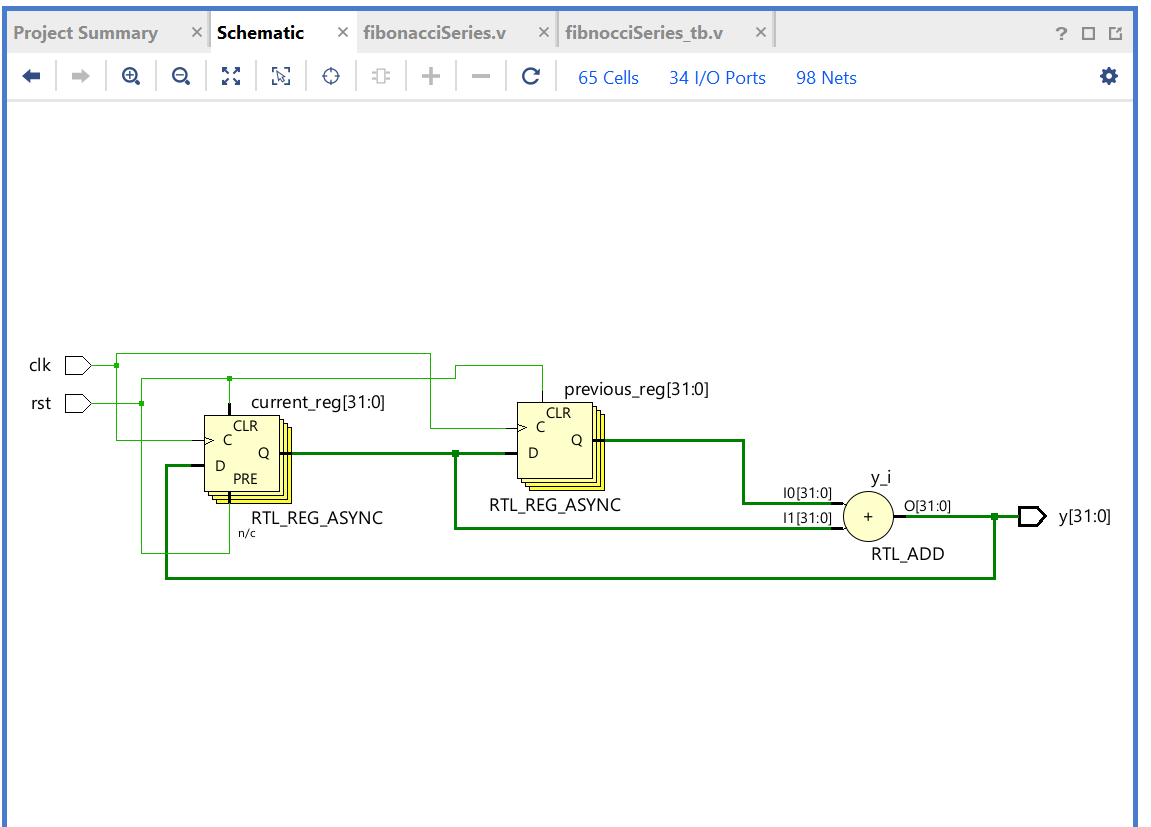 Project Summary × Schematic × fibonacciSeries.v × fibnocciSeries_tb.v × ?
65 Cells 34 I/O Ports 98 Nets
clk
rst
current_reg[31:0]
CLR
C
Q
D
PRE
RTL_REG_ASYNC
n/c
previous_reg[31:0]
CLR
C
Q
D
RTL_REG_ASYNC
y_i
I0[31:0]
I1[31:0]
+
O[31:0]
RTL_ADD
y[31:0]